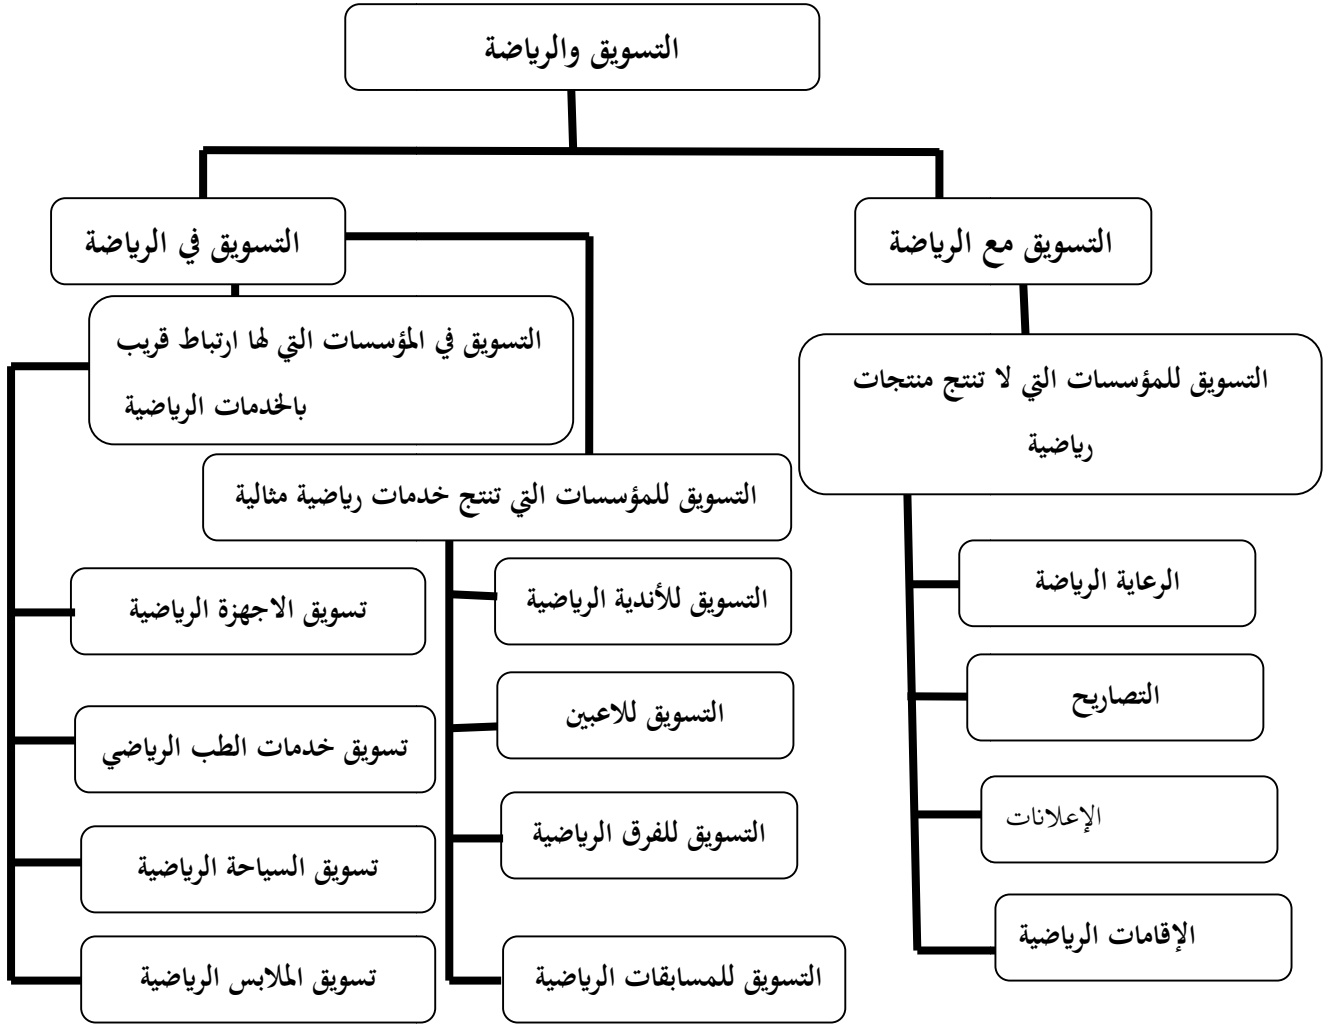 التسويق والرياضة
التسويق مع الرياضة
التسويق في الرياضة
التسويق للمؤسسات التي لا تنتج منتجات
رياضية
الرعاية الرياضة
التصاريح
الإعلانات
الإقامات الرياضية
التسويق في المؤسسات التي لها ارتباط قريب
بالخدمات الرياضية
التسويق للمؤسسات التي تنتج خدمات رياضية مثالية
التسويق للأندية الرياضية
التسويق للاعبين
التسويق للفرق الرياضية
التسويق للمسابقات الرياضية
تسويق الاجهزة الرياضية
تسويق خدمات الطب الرياضي
تسويق السياحة الرياضية
تسويق الملابس الرياضية